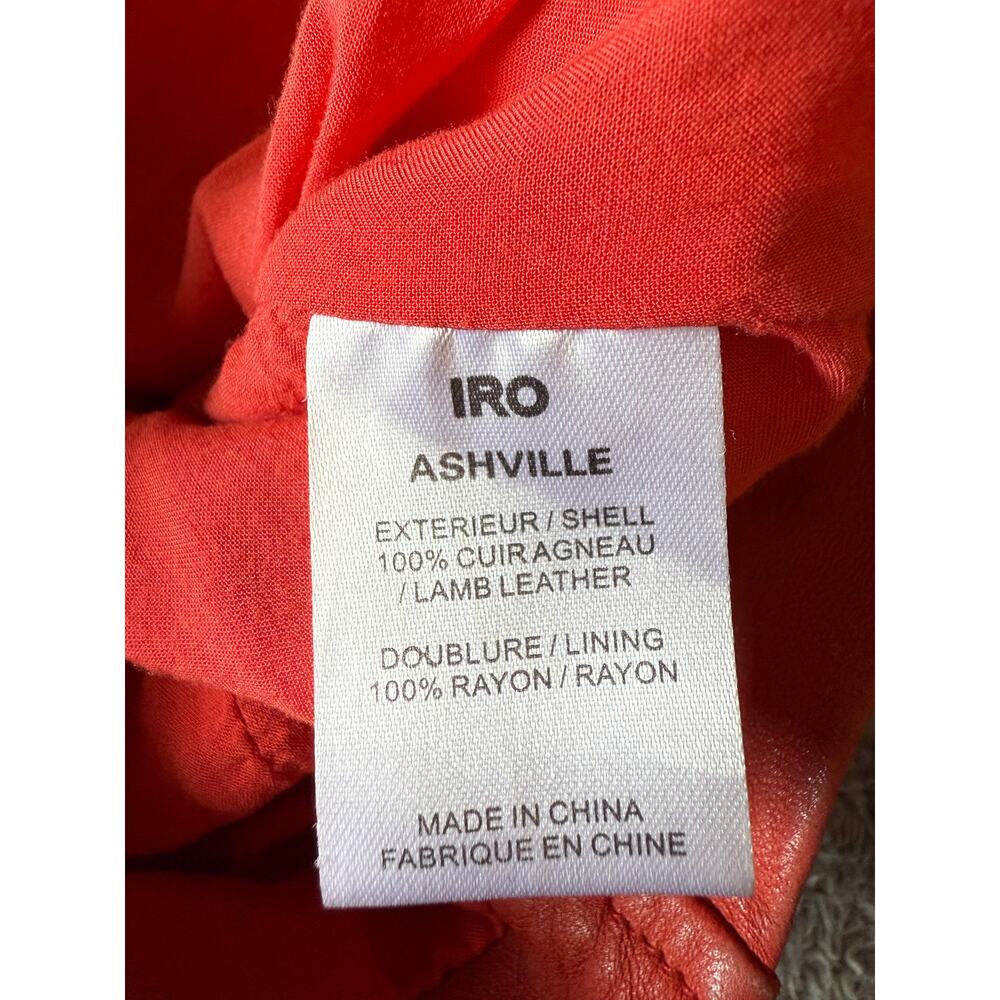 IRO
ASHVILLE
EXTERIEUR / SHELL
100% CUIR AGNEAU
/ LAMB LEATHER
DOUBLURE / LINING
100% RAYON / RAYON
MADE IN CHINA
FABRIQUE EN CHINE